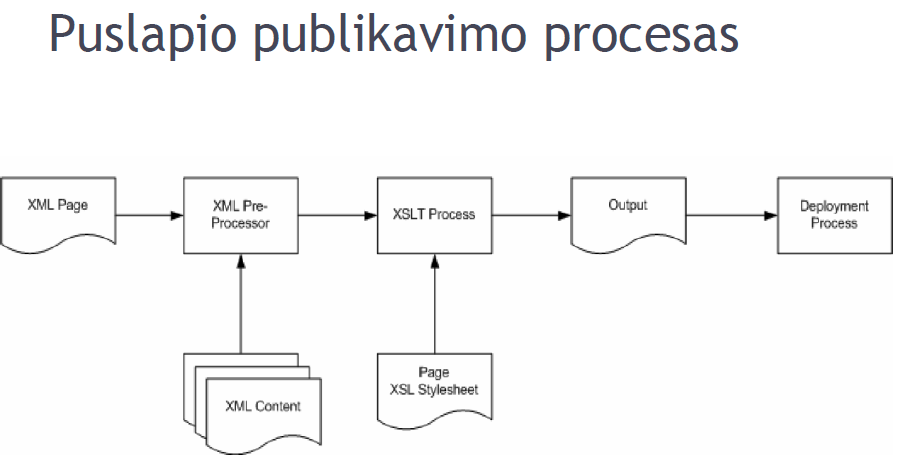 Puslapio publikavimo procesas
XML Page
XML Pre-
Processor
XSLT Process
Output
Deployment
Process
XML Content
Page
XSL Stylesheet